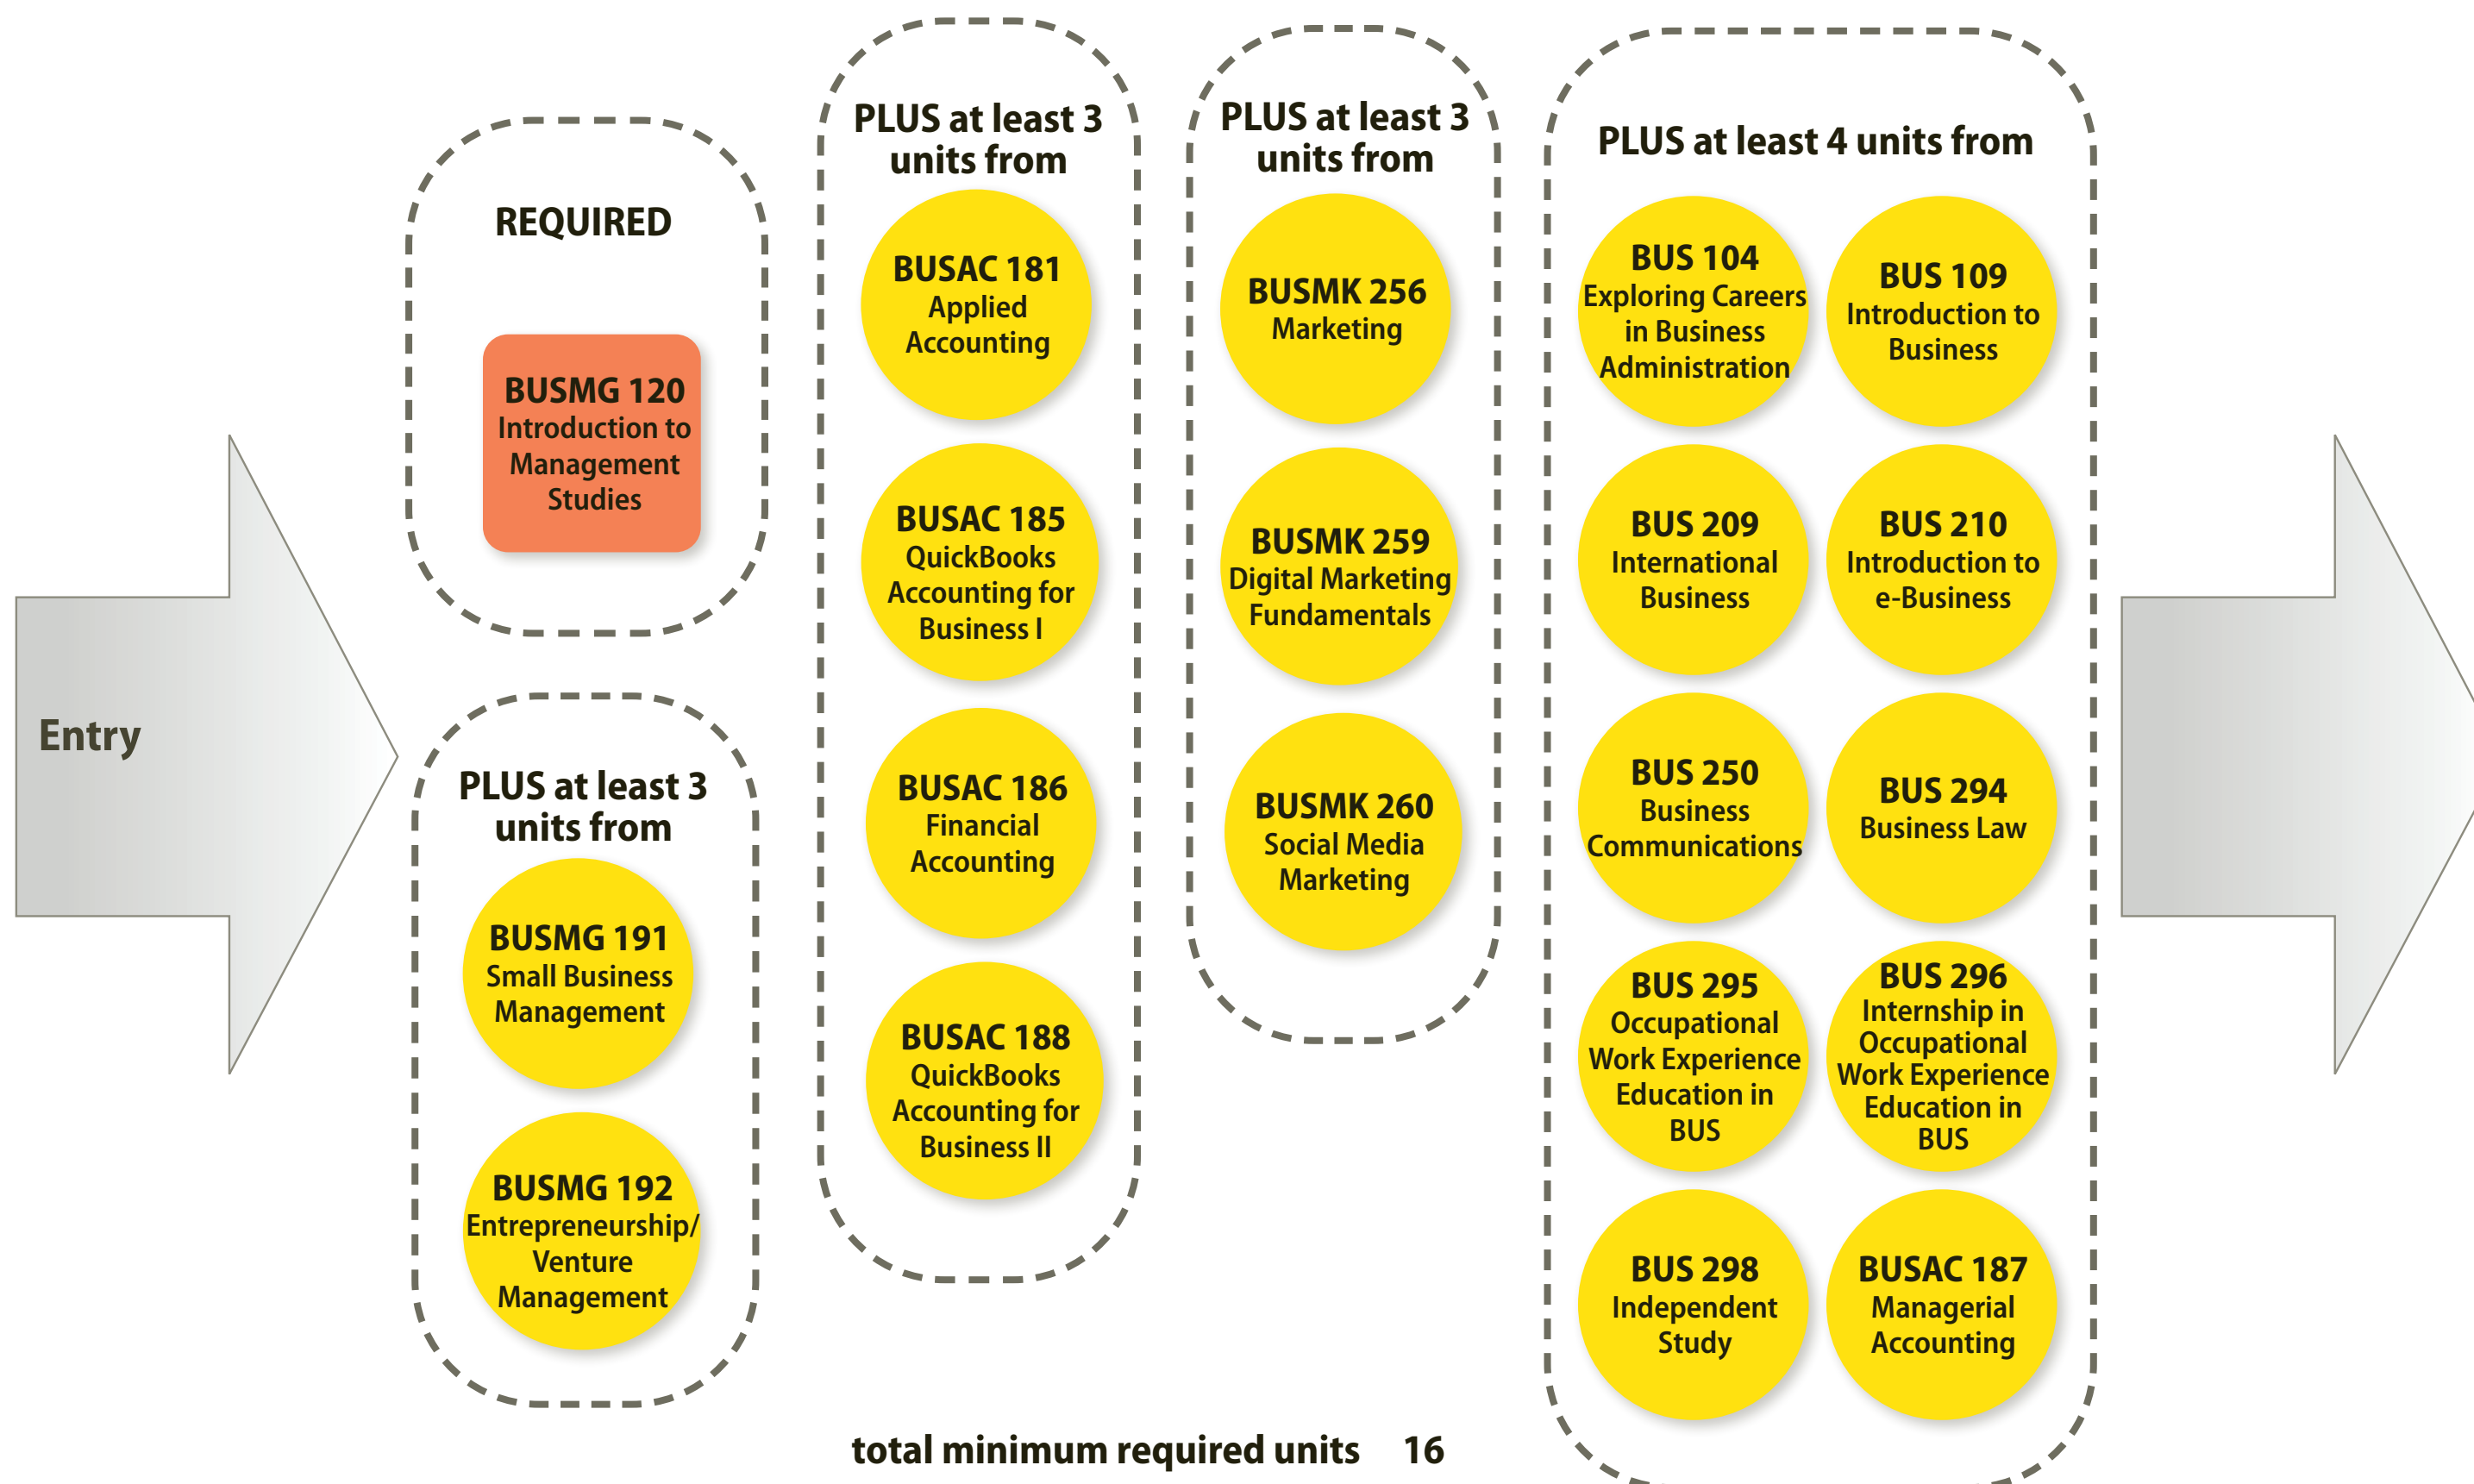 Entry
REQUIRED
BUSMG 120
Introduction to
Management
Studies
PLUS at least 3
units from
BUSMG 191
Small Business
Management
BUSMG 192
Entrepreneurship/
Venture
Management
PLUS at least 3
units from
BUSAC 181
Applied
Accounting
BUSAC 185
QuickBooks
Accounting for
Business I
BUSAC 186
Financial
Accounting
BUSAC 188
QuickBooks
Accounting for
Business II
PLUS at least 3
units from
BUSMK 256
Marketing
BUSMK 259
Digital Marketing
Fundamentals
BUSMK 260
Social Media
Marketing
PLUS at least 4 units from
BUS 104
Exploring Careers
in Business
Administration
BUS 109
Introduction to
Business
BUS 209
International
Business
BUS 210
Introduction to
e-Business
BUS 250
Business
Communications
BUS 294
Business Law
BUS 295
Occupational
Work Experience
Education in
BUS
BUS 296
Internship in
Occupational
Work Experience
Education in
BUS
BUS 298
Independent
Study
BUSAC 187
Managerial
Accounting
total minimum required units 16